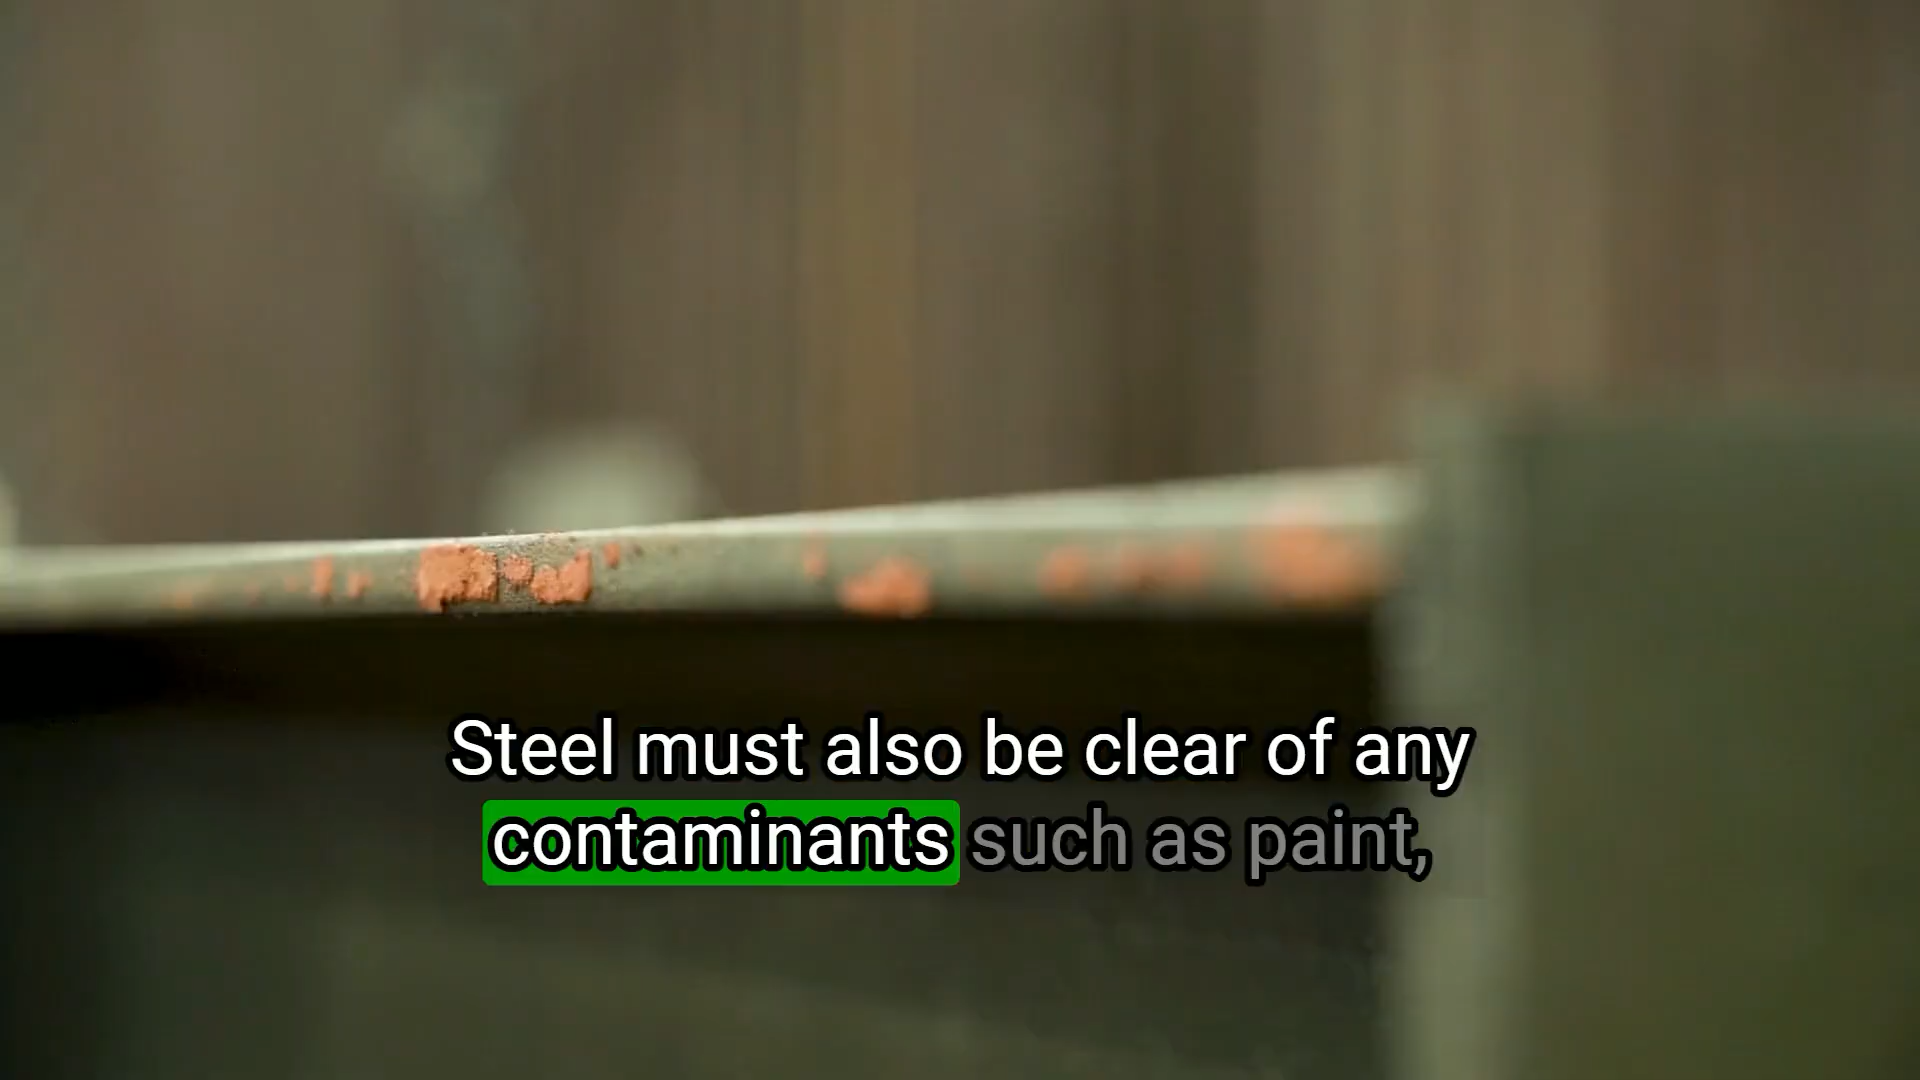 Steel must also be clear of any
contaminants such as paint,